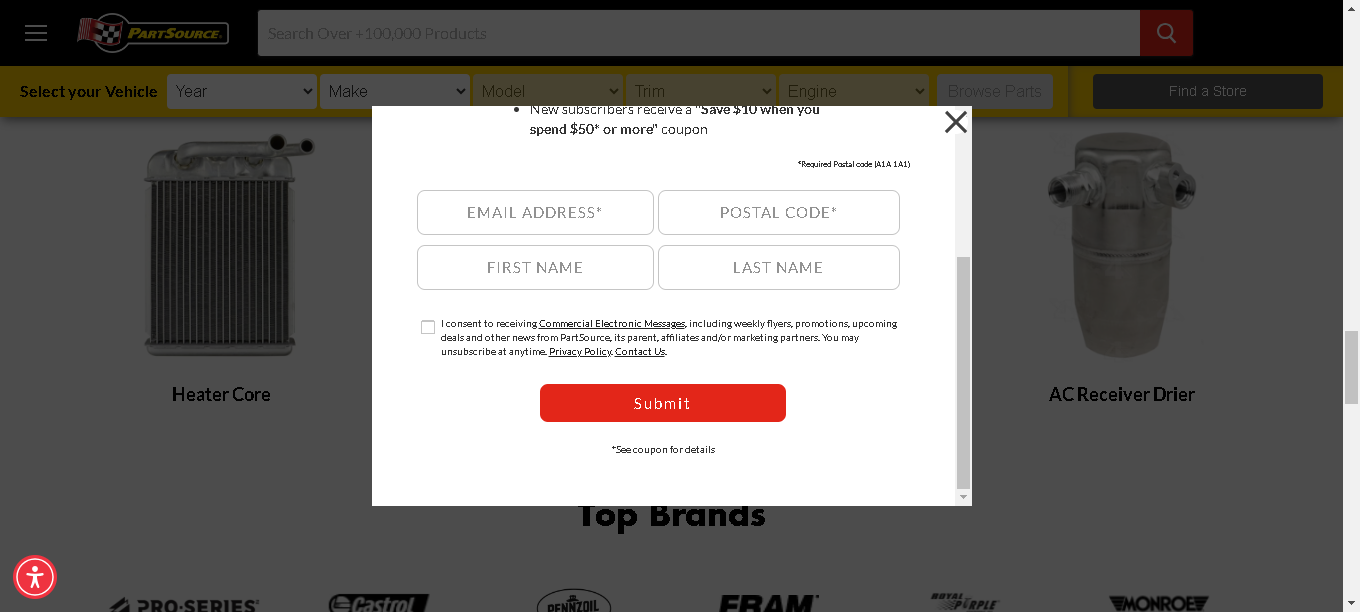 PARTSOURCE
Search Over +100,000 Products
Select your Vehicle Year Make Model Trim Engine Browse Parts Find a Store
• New subscribers receive a "Save $10 when you
spend $50* or more" coupon
*Required Postal code (A1A 1A1)
EMAIL ADDRESS* POSTAL CODE*
FIRST NAME LAST NAME
I consent to receiving Commercial Electronic Messages, including weekly flyers, promotions, upcoming
deals and other news from PartSource, its parent, affiliates and/or marketing partners. You may
unsubscribe at anytime. Privacy Policy. Contact Us.
Submit
*See coupon for details
Heater Core AC Receiver Drier
Top Brands
PRO-SERIES Castrol PENNZOIL FRAM ROYAL PURPLE MONROE